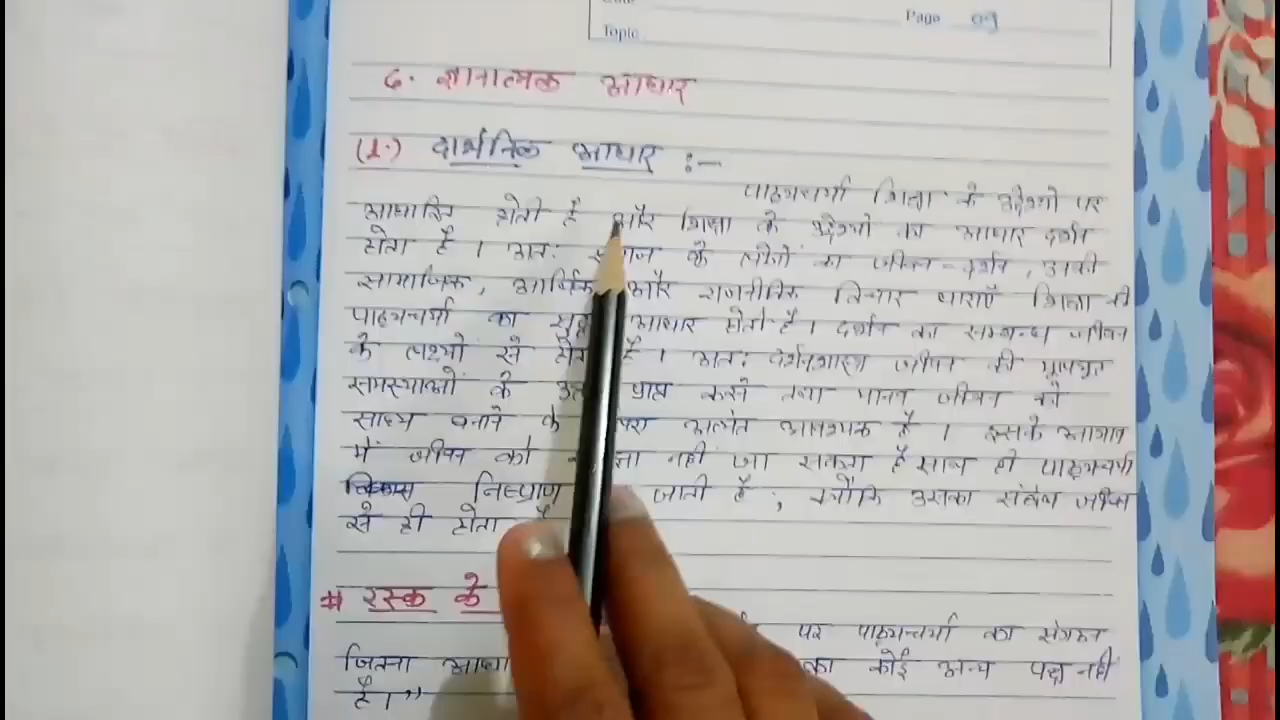 Page 09
Topic
6. ज्ञानात्मक आधार
(1.) दार्शनिक आधार :-
पाठ्यचर्या शिक्षा के उद्देश्यो पर
आधारित होती है और शिक्षा के उद्देश्यो का आधार दर्शन
होता है । अतः समाज के लोगों का जीवन-दर्शन, उसकी
सामाजिक, आर्थिक और राजनीतिक विचार धाराएँ शिक्षा की
पाठ्यचर्या का आधार होती है । दर्शन का सम्बन्ध जीवन
के लक्ष्यो से होता है । अतः दर्शनशास्त्र जीवन की मूलभूत
समस्याओं के प्राप्त करने तथा मानव जीवन को
साध्य बनाने के अत्यंत आवश्यक है । इसके अभाव
में जीवन को नही जा सकता है साथ ही पाठ्यचर्या
विकास निष्प्राण जाती है ; क्योंकि उसका संबंध जीवन
से ही होता है
# रस्क के
पर पाठ्यचर्या का संगठन
जितना कोई अन्य पक्ष नही
है ।"